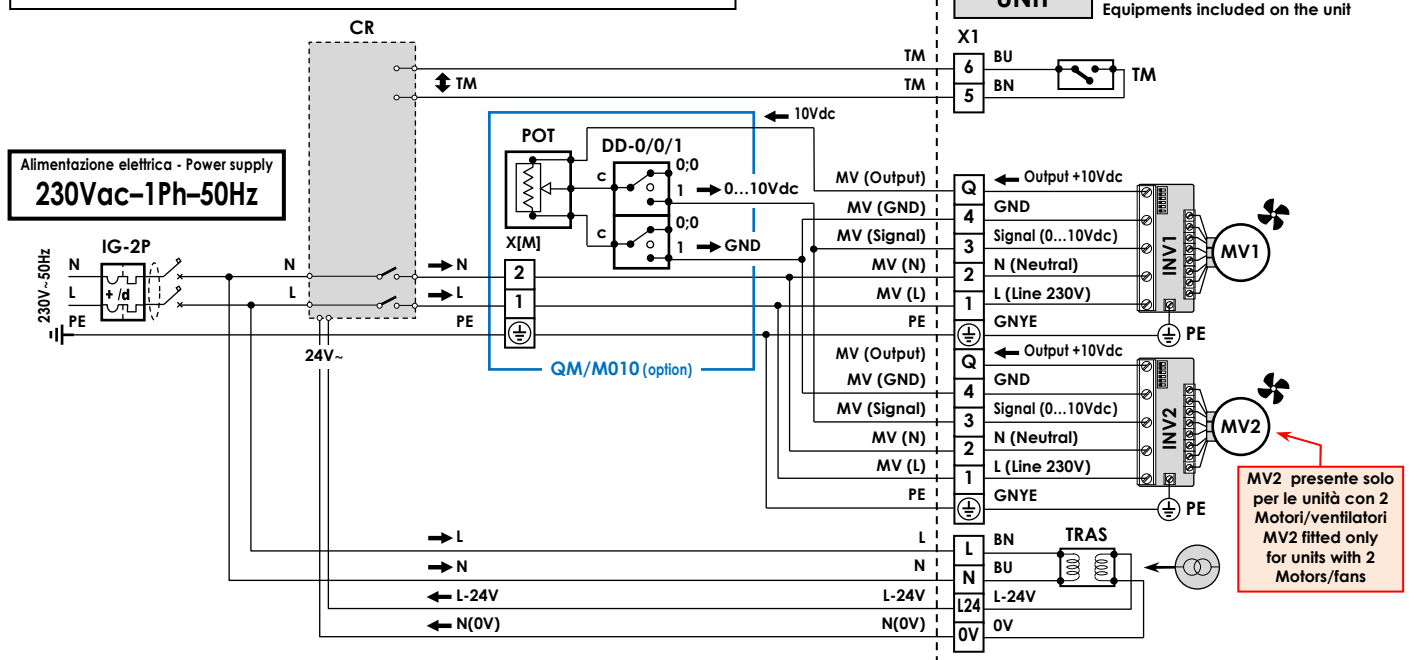 UNIT
Equipments included on the unit
CR
X1
TM
6
BU
TM
TM
TM
5
BN
10Vdc
POT
DD-0/0/1
Alimentazione elettrica - Power supply
230Vac–1Ph–50Hz
0;0
c
1
0...10Vdc
MV (Output)
Q
Output +10Vdc
MV (GND)
4
GND
0;0
c
1
GND
MV (Signal)
3
Signal (0...10Vdc)
INV1
MV1
IG-2P
X[M]
230V~50Hz
N
N
N
2
MV (N)
2
N (Neutral)
L
+ /d
L
L
1
MV (L)
1
L (Line 230V)
PE
PE
PE
GNYE
PE
24V~
QM/M010 (option)
MV (Output)
Q
Output +10Vdc
MV (GND)
4
GND
MV (Signal)
3
Signal (0...10Vdc)
INV2
MV2
MV (N)
2
N (Neutral)
MV (L)
1
L (Line 230V)
PE
GNYE
PE
MV2 presente solo
per le unità con 2
Motori/ventilatori
MV2 fitted only
for units with 2
Motors/fans
L
L
L
BN
TRAS
N
N
N
BU
L-24V
L-24V
L24
L-24V
N(0V)
N(0V)
0V
0V